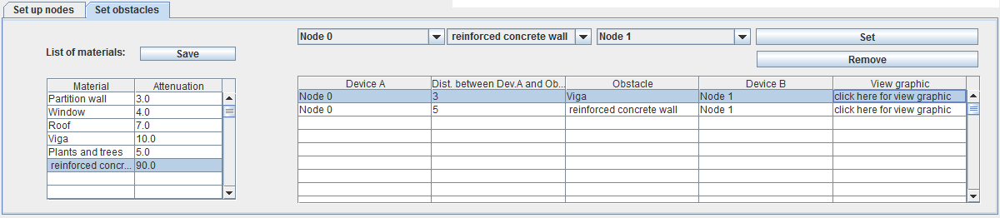 Set up nodes Set obstacles
Node 0 reinforced concrete wall Node 1 Set
List of materials: Save
Remove
Material Attenuation
Partition wall 3.0
Window 4.0
Roof 7.0
Viga 10.0
Plants and trees 5.0
reinforced concr... 90.0
Device A Dist. between Dev.A and Ob... Obstacle Device B View graphic
Node 0 3 Viga Node 1 click here for view graphic
Node 0 5 reinforced concrete wall Node 1 click here for view graphic